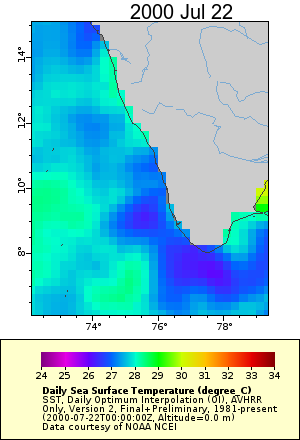 2000 Jul 22
14°
12°
10°
8°
74° 76° 78°
24 25 26 27 28 29 30 31 32 33 34
Daily Sea Surface Temperature (degree_C)
SST, Daily Optimum Interpolation (OI), AVHRR
Only, Version 2, Final+Preliminary, 1981-present
(2000-07-22T00:00:00Z, Altitude=0.0 m)
Data courtesy of NOAA NCEI